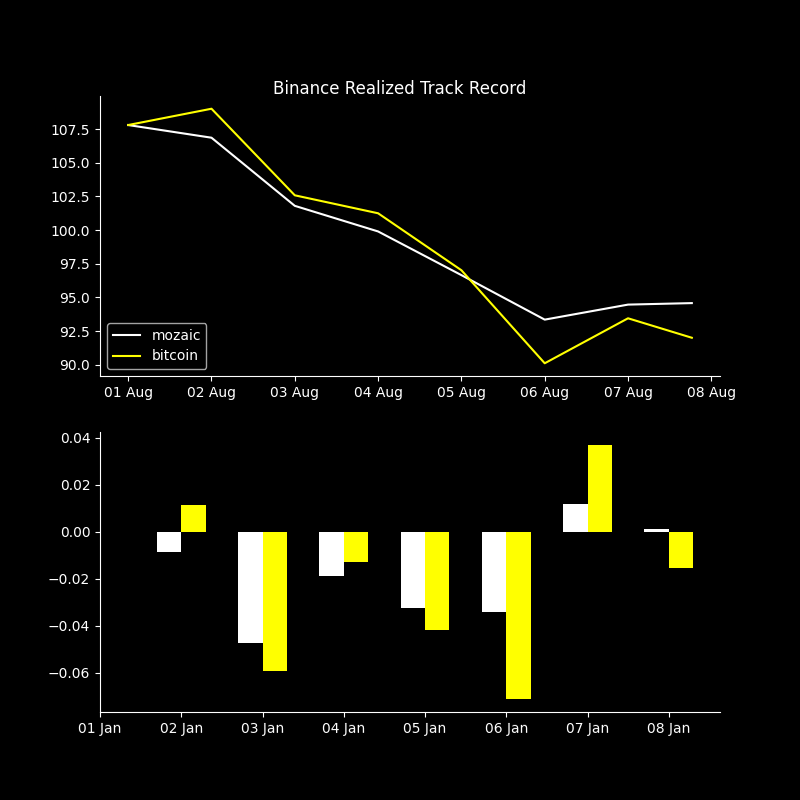 Binance Realized Track Record
107.5
105.0
102.5
100.0
97.5
95.0
92.5
90.0
mozaic
bitcoin
01 Aug 02 Aug 03 Aug 04 Aug 05 Aug 06 Aug 07 Aug 08 Aug
0.04
0.02
0.00
−0.02
−0.04
−0.06
01 Jan 02 Jan 03 Jan 04 Jan 05 Jan 06 Jan 07 Jan 08 Jan